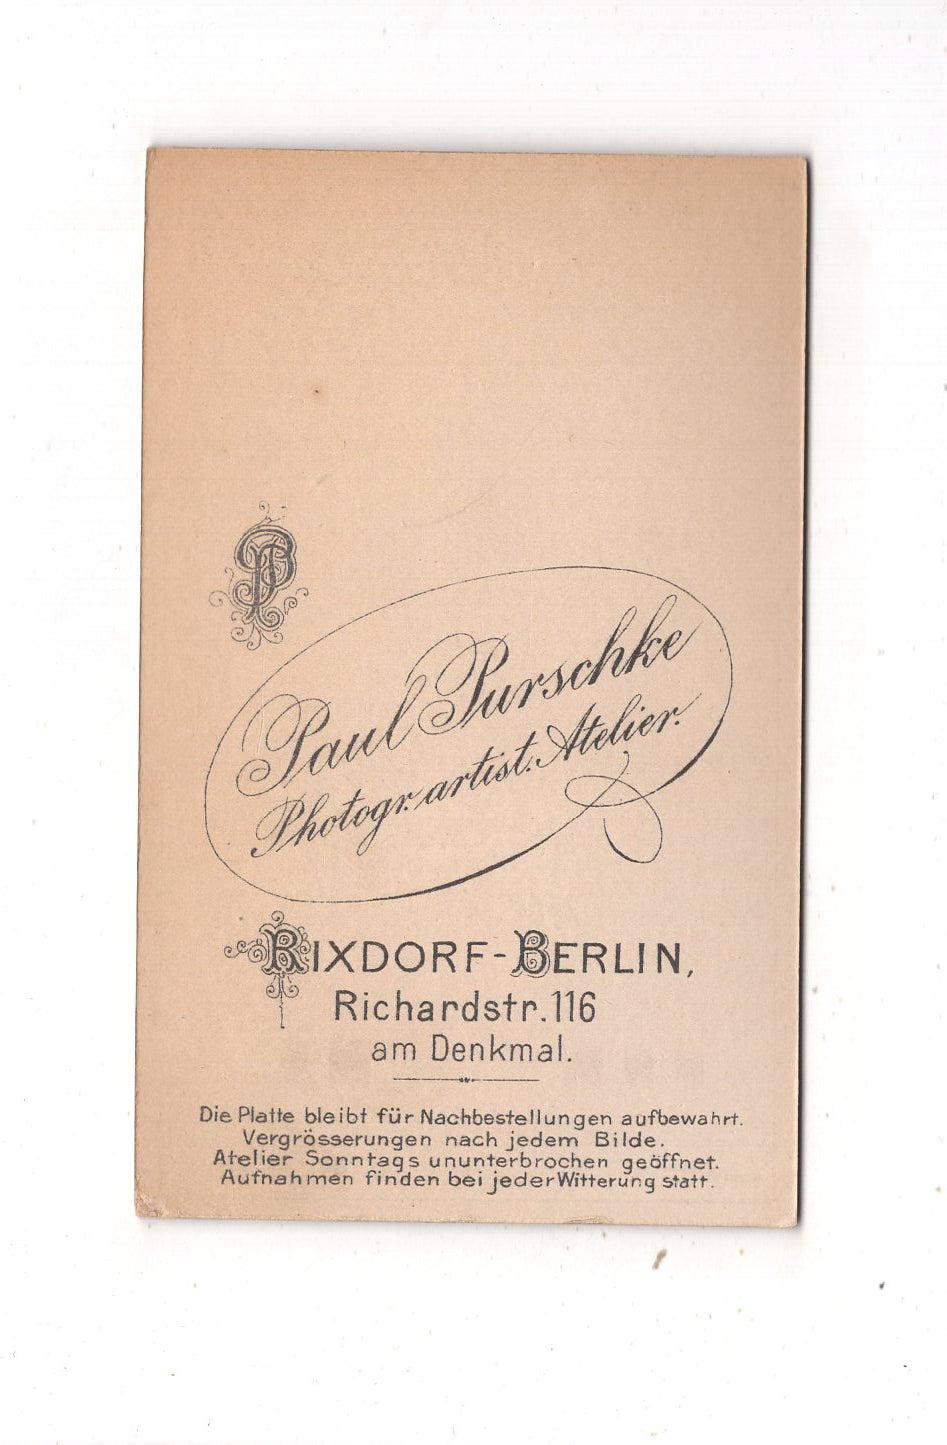 PP
Paul Purschke
Photogr. artist. Atelier.
RIXDORF-BERLIN,
Richardstr. 116
am Denkmal.
Die Platte bleibt für Nachbestellungen aufbewahrt.
Vergrösserungen nach jedem Bilde.
Atelier Sonntags ununterbrochen geöffnet.
Aufnahmen finden bei jeder Witterung statt.